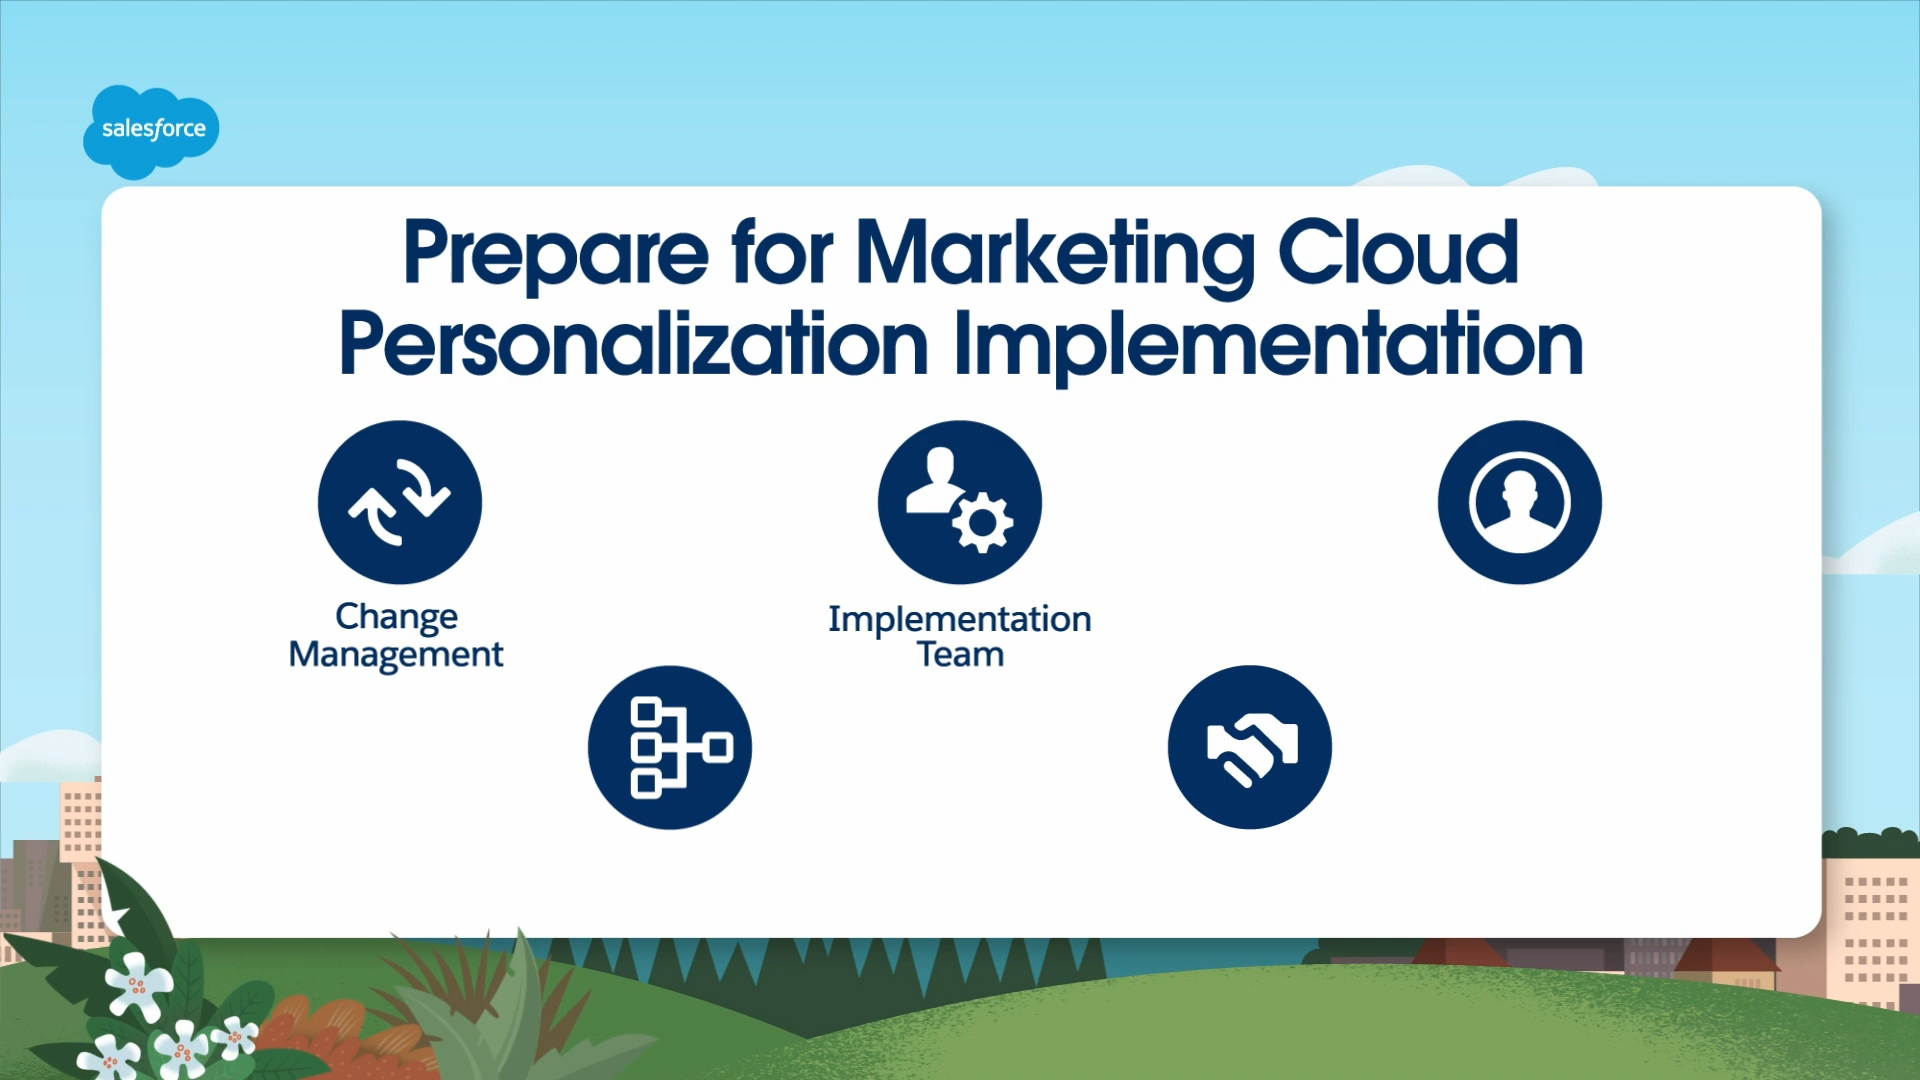 salesforce
Prepare for Marketing Cloud
Personalization Implementation
Change
Management
Implementation
Team